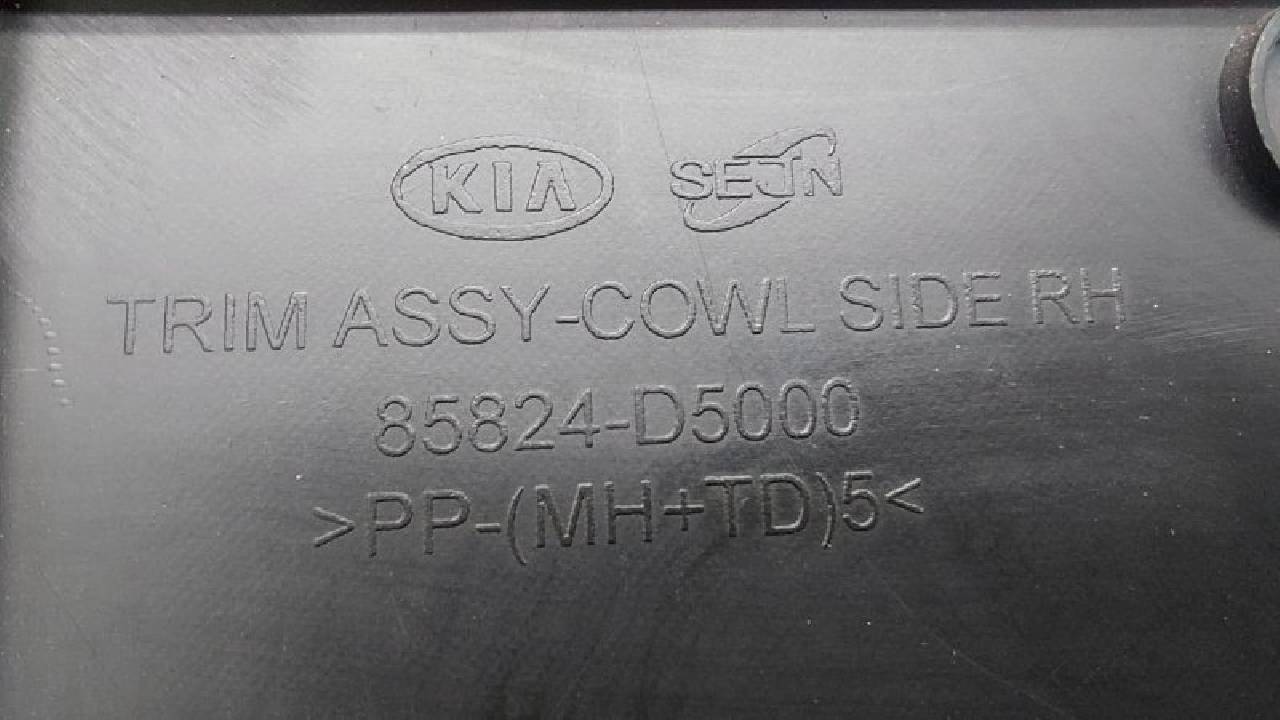 KIA SEJIN
TRIM ASSY-COWL SIDE RH
85824-D5000
>PP-(MH+TD)5<